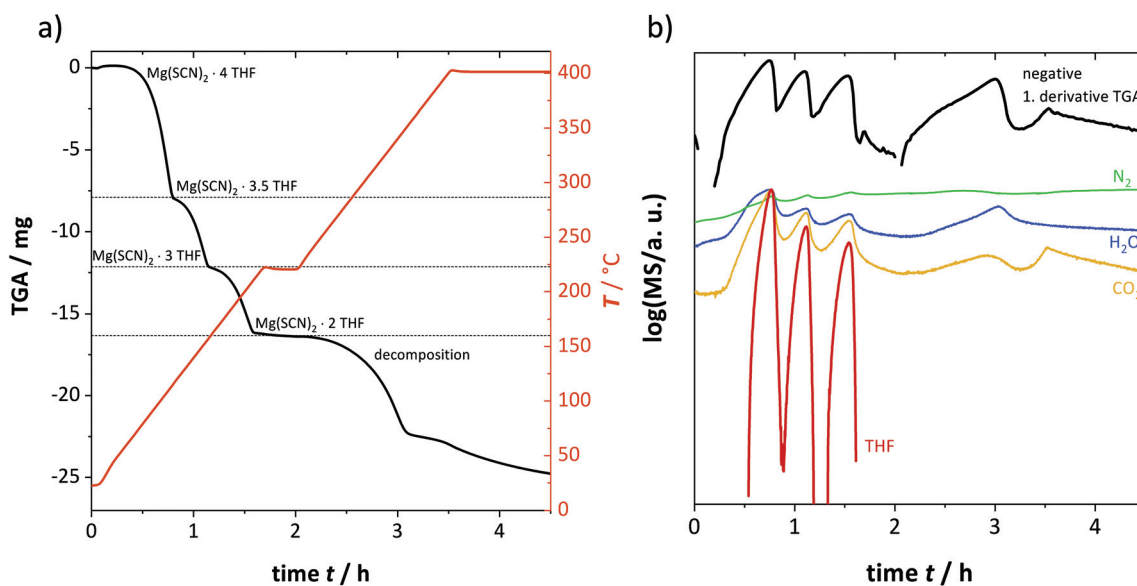 a)
0
-5
-10
-15
-20
-25
TGA / mg
Mg(SCN)2 · 4 THF
Mg(SCN)2 · 3.5 THF
Mg(SCN)2 · 3 THF
Mg(SCN)2 · 2 THF
decomposition
400
350
300
250
200
150
100
50
0
T / °C
0 1 2 3 4
time t / h
b)
log(MS/a. u.)
negative
1. derivative TGA
N2
H2O
CO2
THF
0 1 2 3 4
time t / h